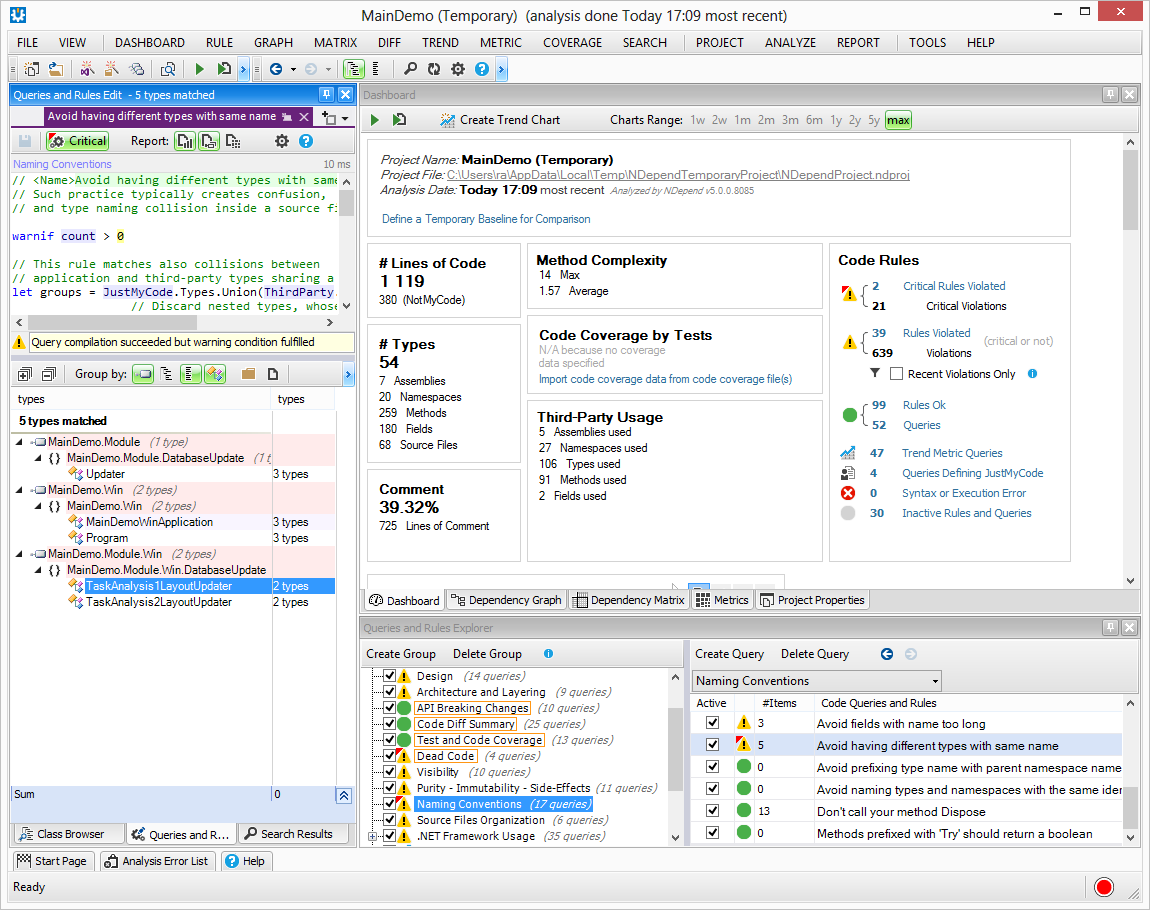 MainDemo (Temporary)  (analysis done Today 17:09 most recent)
FILE VIEW DASHBOARD RULE GRAPH MATRIX DIFF TREND METRIC COVERAGE SEARCH PROJECT ANALYZE REPORT TOOLS HELP
Queries and Rules Edit  - 5 types matched
Avoid having different types with same name
Critical Report:
Naming Conventions 10 ms
// <Name>Avoid having different types with same
// Such practice typically creates confusion,
// and type naming collision inside a source fi
warnif count > 0
// This rule matches also collisions between
// application and third-party types sharing a
let groups = JustMyCode.Types.Union(ThirdParty.
// Discard nested types, whose
Query compilation succeeded but warning condition fulfilled
Group by:
types types
5 types matched
MainDemo.Module (1 type)
{ } MainDemo.Module.DatabaseUpdate (1 t
Updater 3 types
MainDemo.Win (2 types)
{ } MainDemo.Win (2 types)
MainDemoWinApplication 3 types
Program 3 types
MainDemo.Module.Win (2 types)
{ } MainDemo.Module.Win.DatabaseUpdate
TaskAnalysis1LayoutUpdater 2 types
TaskAnalysis2LayoutUpdater 2 types
Sum 0
Class Browser Queries and R... Search Results
Dashboard
Create Trend Chart Charts Range: 1w 2w 1m 2m 3m 6m 1y 2y 5y max
Project Name: MainDemo (Temporary)
Project File: C:\Users\ra\AppData\Local\Temp\NDependTemporaryProject\NDependProject.ndproj
Analysis Date: Today 17:09 most recent Analyzed by NDepend v5.0.0.8085
Define a Temporary Baseline for Comparison
# Lines of Code
1 119
380 (NotMyCode)
# Types
54
7 Assemblies
20 Namespaces
259 Methods
180 Fields
68 Source Files
Comment
39.32%
725 Lines of Comment
Method Complexity
14 Max
1.57 Average
Code Coverage by Tests
N/A because no coverage
data specified
Import code coverage data from code coverage file(s)
Third-Party Usage
5 Assemblies used
27 Namespaces used
106 Types used
91 Methods used
2 Fields used
Code Rules
2 Critical Rules Violated
21 Critical Violations
39 Rules Violated
(critical or not)
639 Violations
Recent Violations Only
99 Rules Ok
52 Queries
47 Trend Metric Queries
4 Queries Defining JustMyCode
0 Syntax or Execution Error
30 Inactive Rules and Queries
Dashboard Dependency Graph Dependency Matrix Metrics Project Properties
Queries and Rules Explorer
Create Group Delete Group
Design (14 queries)
Architecture and Layering (9 queries)
API Breaking Changes (10 queries)
Code Diff Summary (25 queries)
Test and Code Coverage (13 queries)
Dead Code (4 queries)
Visibility (10 queries)
Purity - Immutability - Side-Effects (11 queries)
Naming Conventions (17 queries)
Source Files Organization (6 queries)
.NET Framework Usage (35 queries)
Create Query Delete Query
Naming Conventions
Active #Items Code Queries and Rules
3 Avoid fields with name too long
5 Avoid having different types with same name
0 Avoid prefixing type name with parent namespace name
0 Avoid naming types and namespaces with the same iden
13 Don't call your method Dispose
0 Methods prefixed with 'Try' should return a boolean
Start Page Analysis Error List Help
Ready